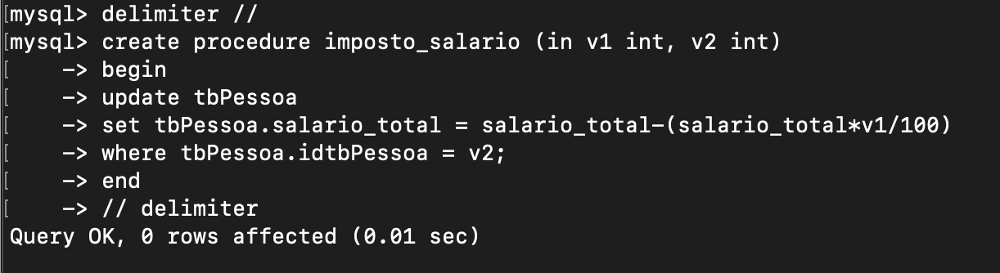 [mysql> delimiter //
[mysql> create procedure imposto_salario (in v1 int, v2 int)
[    -> begin
[    -> update tbPessoa
[    -> set tbPessoa.salario_total = salario_total-(salario_total*v1/100)
[    -> where tbPessoa.idtbPessoa = v2;
[    -> end
[    -> // delimiter
Query OK, 0 rows affected (0.01 sec)